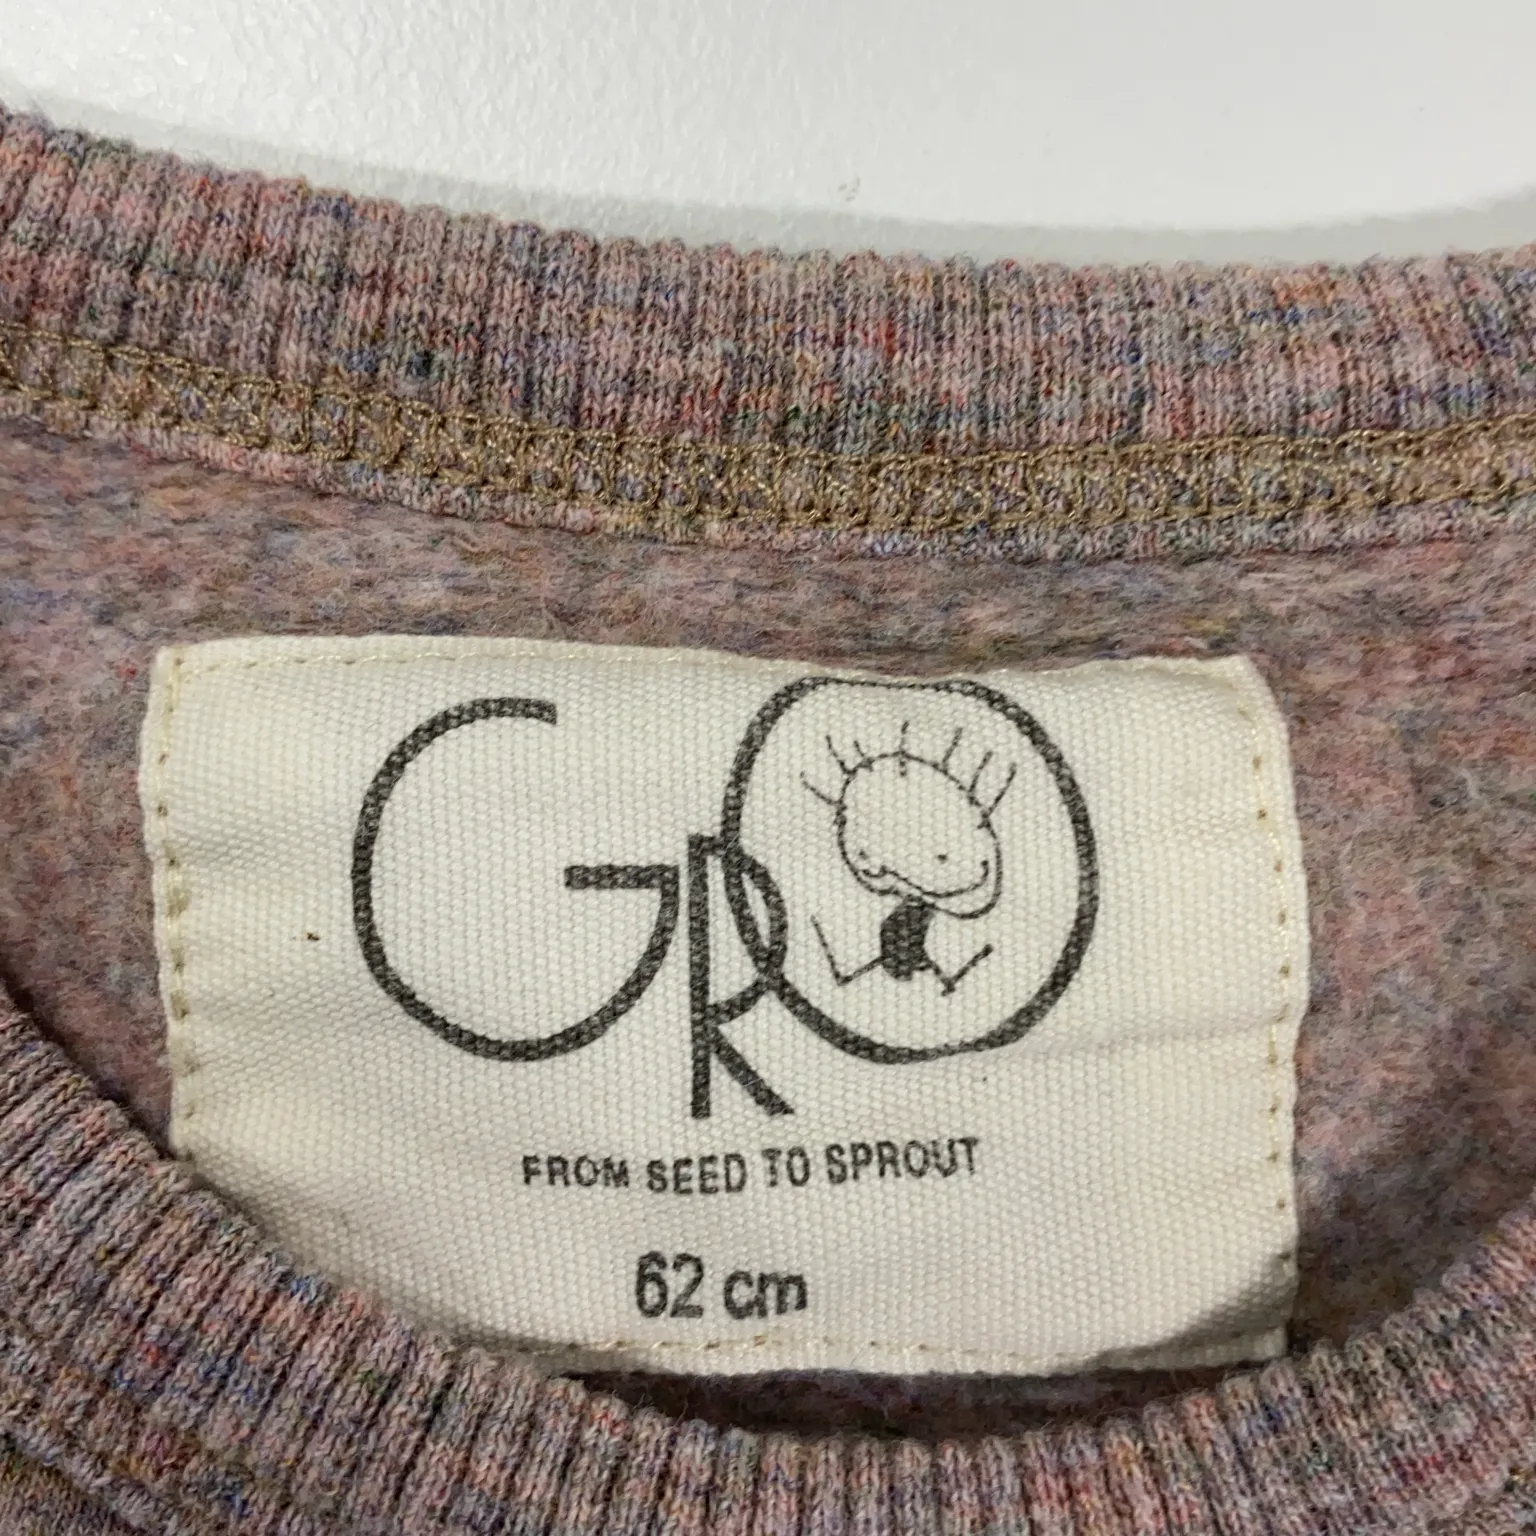 GRO
FROM SEED TO SPROUT
62 cm